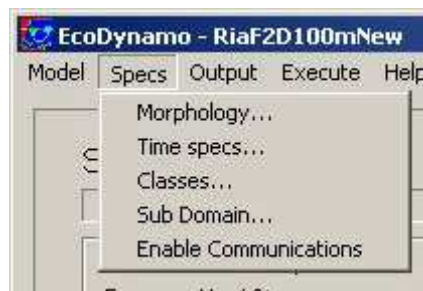 EcoDynamo - RiaF2D100mNew
Model Specs Output Execute Help
Morphology...
Time specs...
Classes...
Sub Domain...
Enable Communications